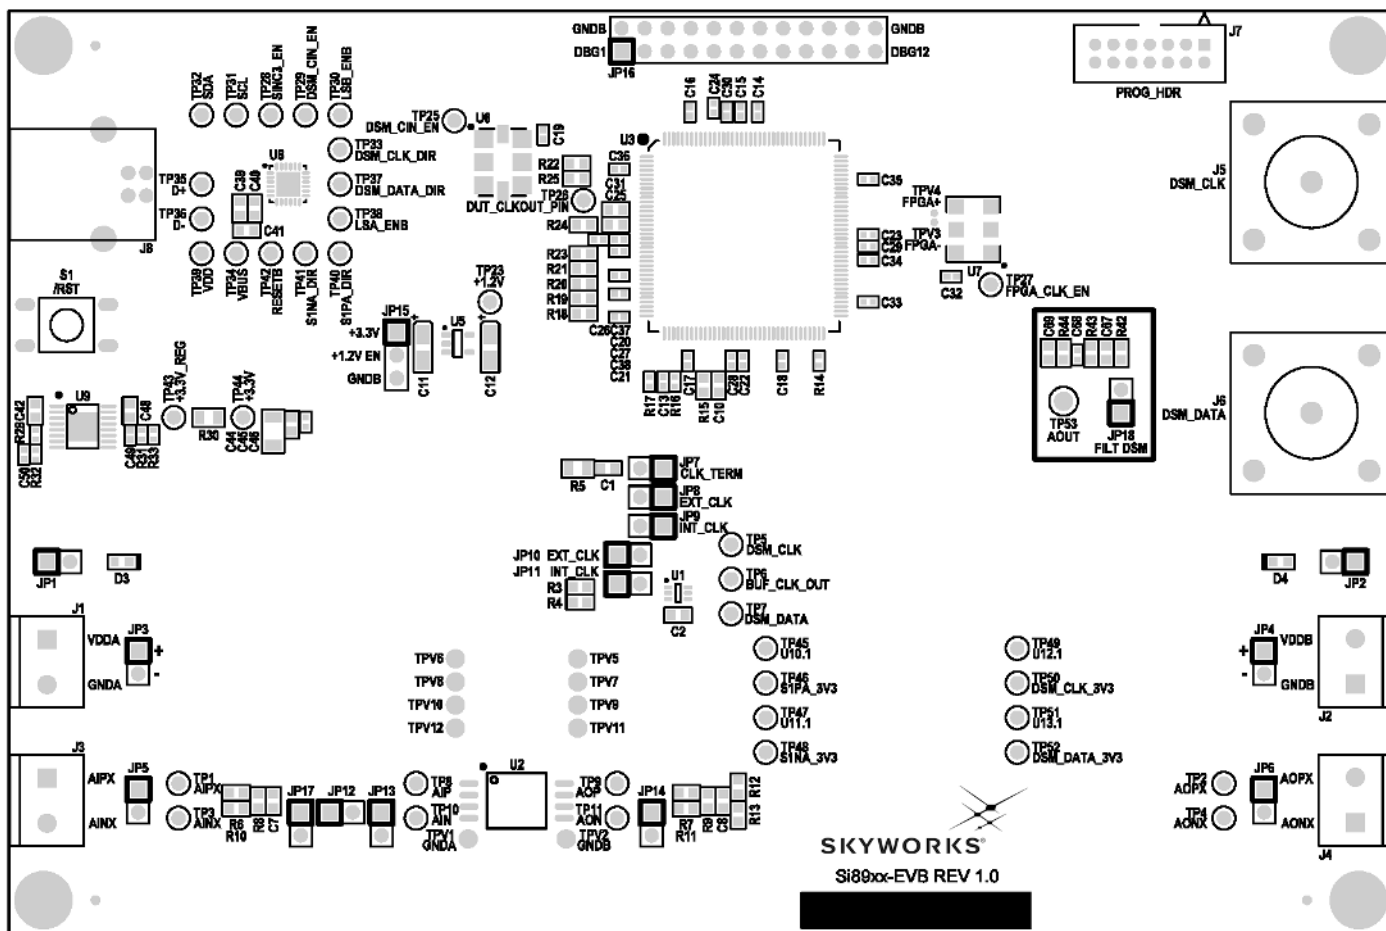 GNDB
GNDB
DBG1
DBG12
JP16
J7
PROG_HDR
TP32
SDA
TP31
SCL
TP28
SINC3_EN
TP29
DSM_CIN_EN
TP30
LSB_ENB
TP25
DSM_CIN_EN
U6
C19
C16
C24
C30
C15
C14
U3
TP33
DSM_CLK_DIR
U8
R22
R25
C36
C31
C25
C35
TP35
D+
C39
C40
TP37
DSM_DATA_DIR
TP26
DUT_CLKOUT_PIN
TPV4
FPGA+
J5
DSM_CLK
TP36
D-
TP38
LSA_ENB
C41
R24
C23
C29
C34
TPV3
FPGA-
J8
TP39
VDD
TP34
VBUS
TP42
RESETB
TP41
S1NA_DIR
TP40
S1PA_DIR
R23
R21
R20
R19
R18
TP23
+1.2V
U7
C32
TP27
FPGA_CLK_EN
C33
S1
/RST
JP15
+3.3V
+1.2V EN
GNDB
C11
U5
C12
C26
C37
C20
C27
C38
C21
C69
R44
C68
R43
C67
R42
R17
C13
R16
C17
R15
C10
C28
C22
C18
R14
TP43
+3.3V_REG
TP44
+3.3V
U9
C42
R28
C50
R32
C48
C49
R31
R33
R30
C44
C45
C46
TP53
AOUT
JP18
FILT DSM
J6
DSM_DATA
R5
C1
JP7
CLK_TERM
JP8
EXT_CLK
JP9
INT_CLK
JP10
EXT_CLK
JP11
INT_CLK
TP5
DSM_CLK
JP1
D3
R3
R4
U1
C2
TP6
BUF_CLK_OUT
D4
JP2
TP7
DSM_DATA
J1
VDDA
GNDA
JP3
+
-
TPV6
TPV8
TPV10
TPV12
TPV5
TPV7
TPV9
TPV11
TP45
U10.1
TP46
S1PA_3V3
TP47
U11.1
TP48
S1NA_3V3
TP49
U12.1
TP50
DSM_CLK_3V3
TP51
U13.1
TP52
DSM_DATA_3V3
JP4
+
-
VDDB
GNDB
J2
J3
AIPX
AINX
JP5
TP1
AIPX
TP3
AINX
R6
R10
R8
C7
JP17
JP12
JP13
TP8
AIP
TP10
AIN
TPV1
GNDA
U2
TP9
AOP
TP11
AON
TPV2
GNDB
JP14
R7
R11
R9
C8
R12
R13
TP2
AOPX
TP4
AONX
JP6
AOPX
AONX
J4
SKYWORKS
Si89xx-EVB REV 1.0